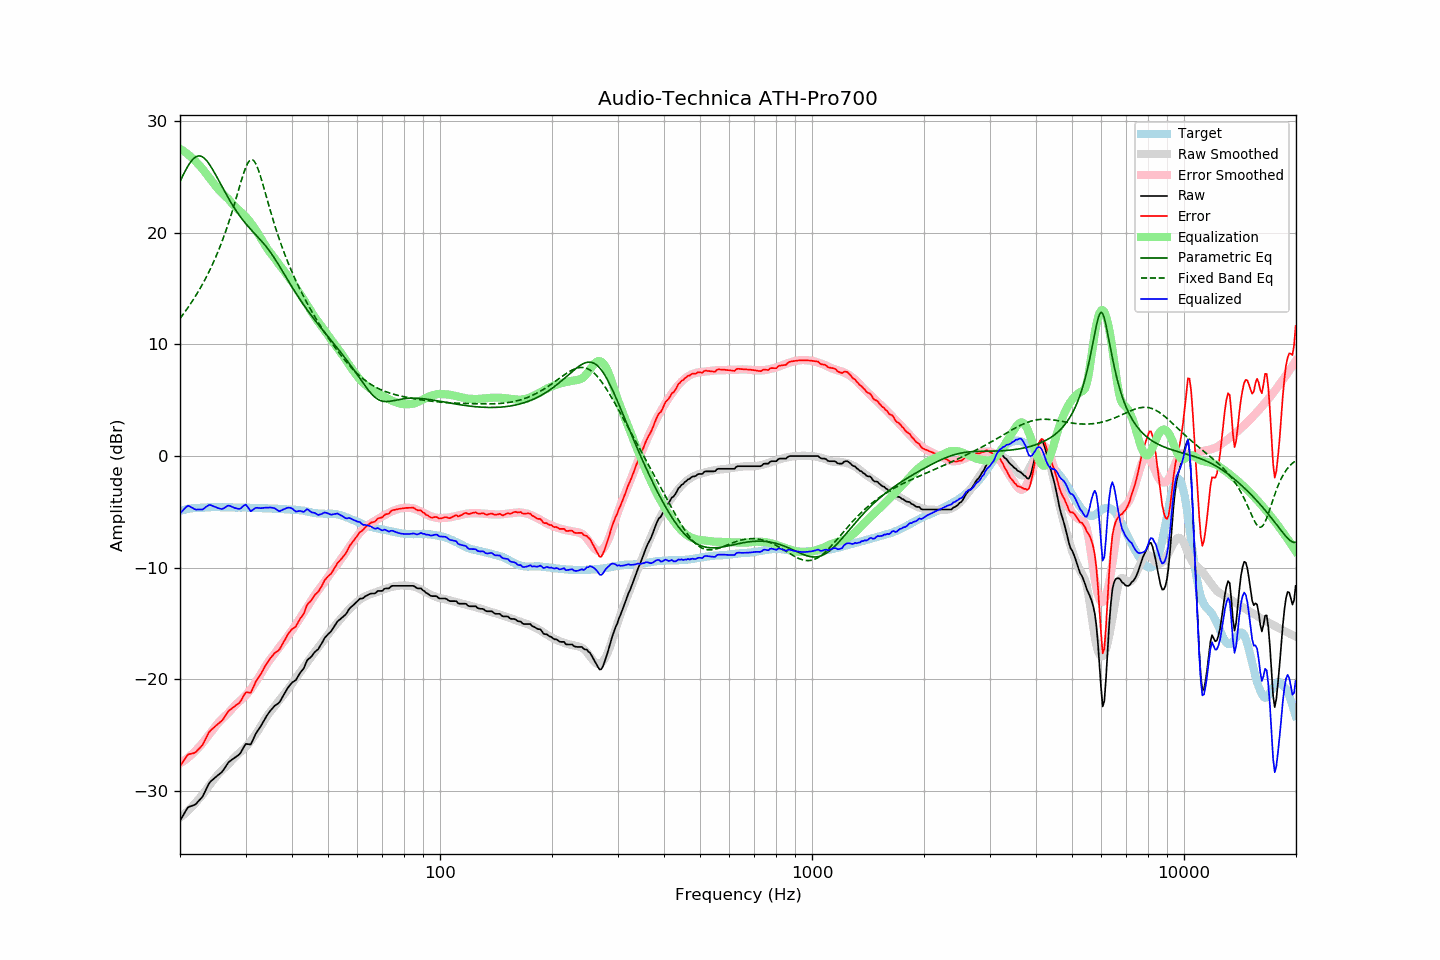 Audio-Technica ATH-Pro700
30
20
10
0
−10
−20
−30
Amplitude (dBr)
Target
Raw Smoothed
Error Smoothed
Raw
Error
Equalization
Parametric Eq
Fixed Band Eq
Equalized
100
1000
10000
Frequency (Hz)